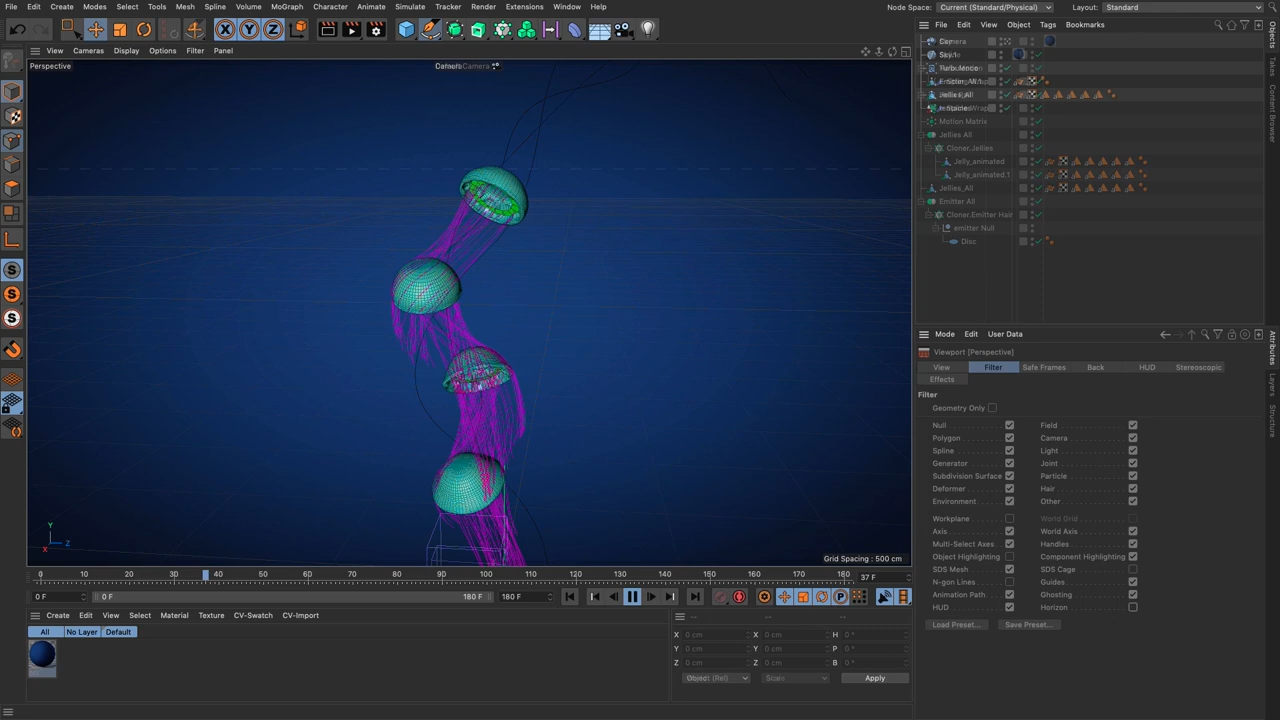 File Edit Create Modes Select Tools Mesh Spline Volume MoGraph Character Animate Simulate Tracker Render Extensions Window Help Node Space: Current (Standard/Physical) Layout: Standard
X Y Z
File Edit View Object Tags Bookmarks
View Cameras Display Options Filter Panel
Perspective
Camera
Motion Matrix
Jellies All
Cloner.Jellies
Jelly_animated
Jelly_animated.1
Jellies_All
Emitter All
Cloner.Emitter Hair
emitter Null
Disc
Objects
Takes
Content Browser
Mode Edit User Data
Viewport [Perspective]
View Filter Safe Frames Back HUD Stereoscopic
Effects
Attributes
Layers
Structure
Filter
Geometry Only
Null Field
Polygon Camera
Spline Light
Generator Joint
Subdivision Surface Particle
Deformer Hair
Environment Other
Workplane World Grid
Axis World Axis
Multi-Select Axes Handles
Object Highlighting Component Highlighting
SDS Mesh SDS Cage
N-gon Lines Guides
Animation Path Ghosting
HUD Horizon
Load Preset... Save Preset...
Y
X Z
Grid Spacing : 500 cm
0 10 20 30 40 50 60 70 80 90 100 110 120 130 140 150 160 170 180 37 F
0 F 0 F 180 F 180 F
Create Edit View Select Material Texture CV-Swatch CV-Import
All No Layer Default
-- -- --
X 0 cm X 0 cm H 0 °
Y 0 cm Y 0 cm P 0 °
Z 0 cm Z 0 cm B 0 °
Object (Rel) Scale Apply